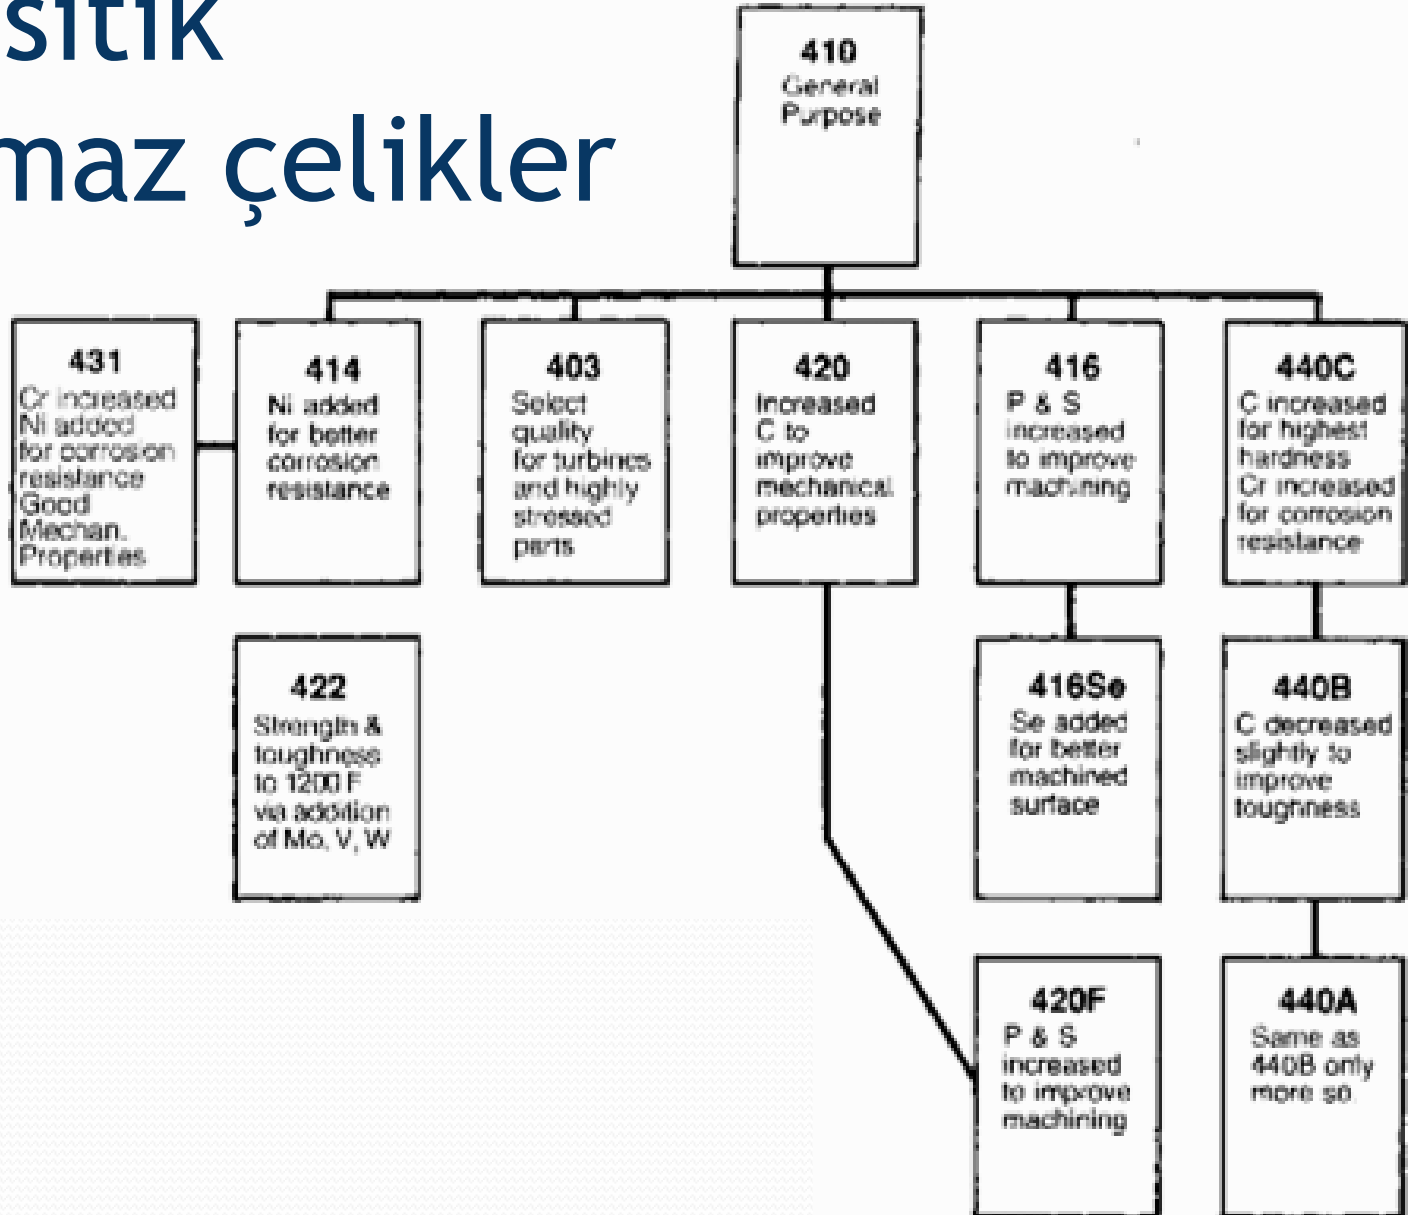 sitik
maz çelikler
410
General
Purpose
431
Cr increased
Ni added
for corrosion
resistance
Good
Mechan.
Properties
414
Ni added
for better
corrosion
resistance
403
Select
quality
for turbines
and highly
stressed
parts
420
Increased
C to
improve
mechanical
properties
416
P & S
increased
to improve
machining
440C
C increased
for highest
hardness
Cr increased
for corrosion
resistance
422
Strength &
toughness
to 1200 F
via addition
of Mo, V, W
416Se
Se added
for better
machined
surface
440B
C decreased
slightly to
improve
toughness
420F
P & S
increased
to improve
machining
440A
Same as
440B only
more so.